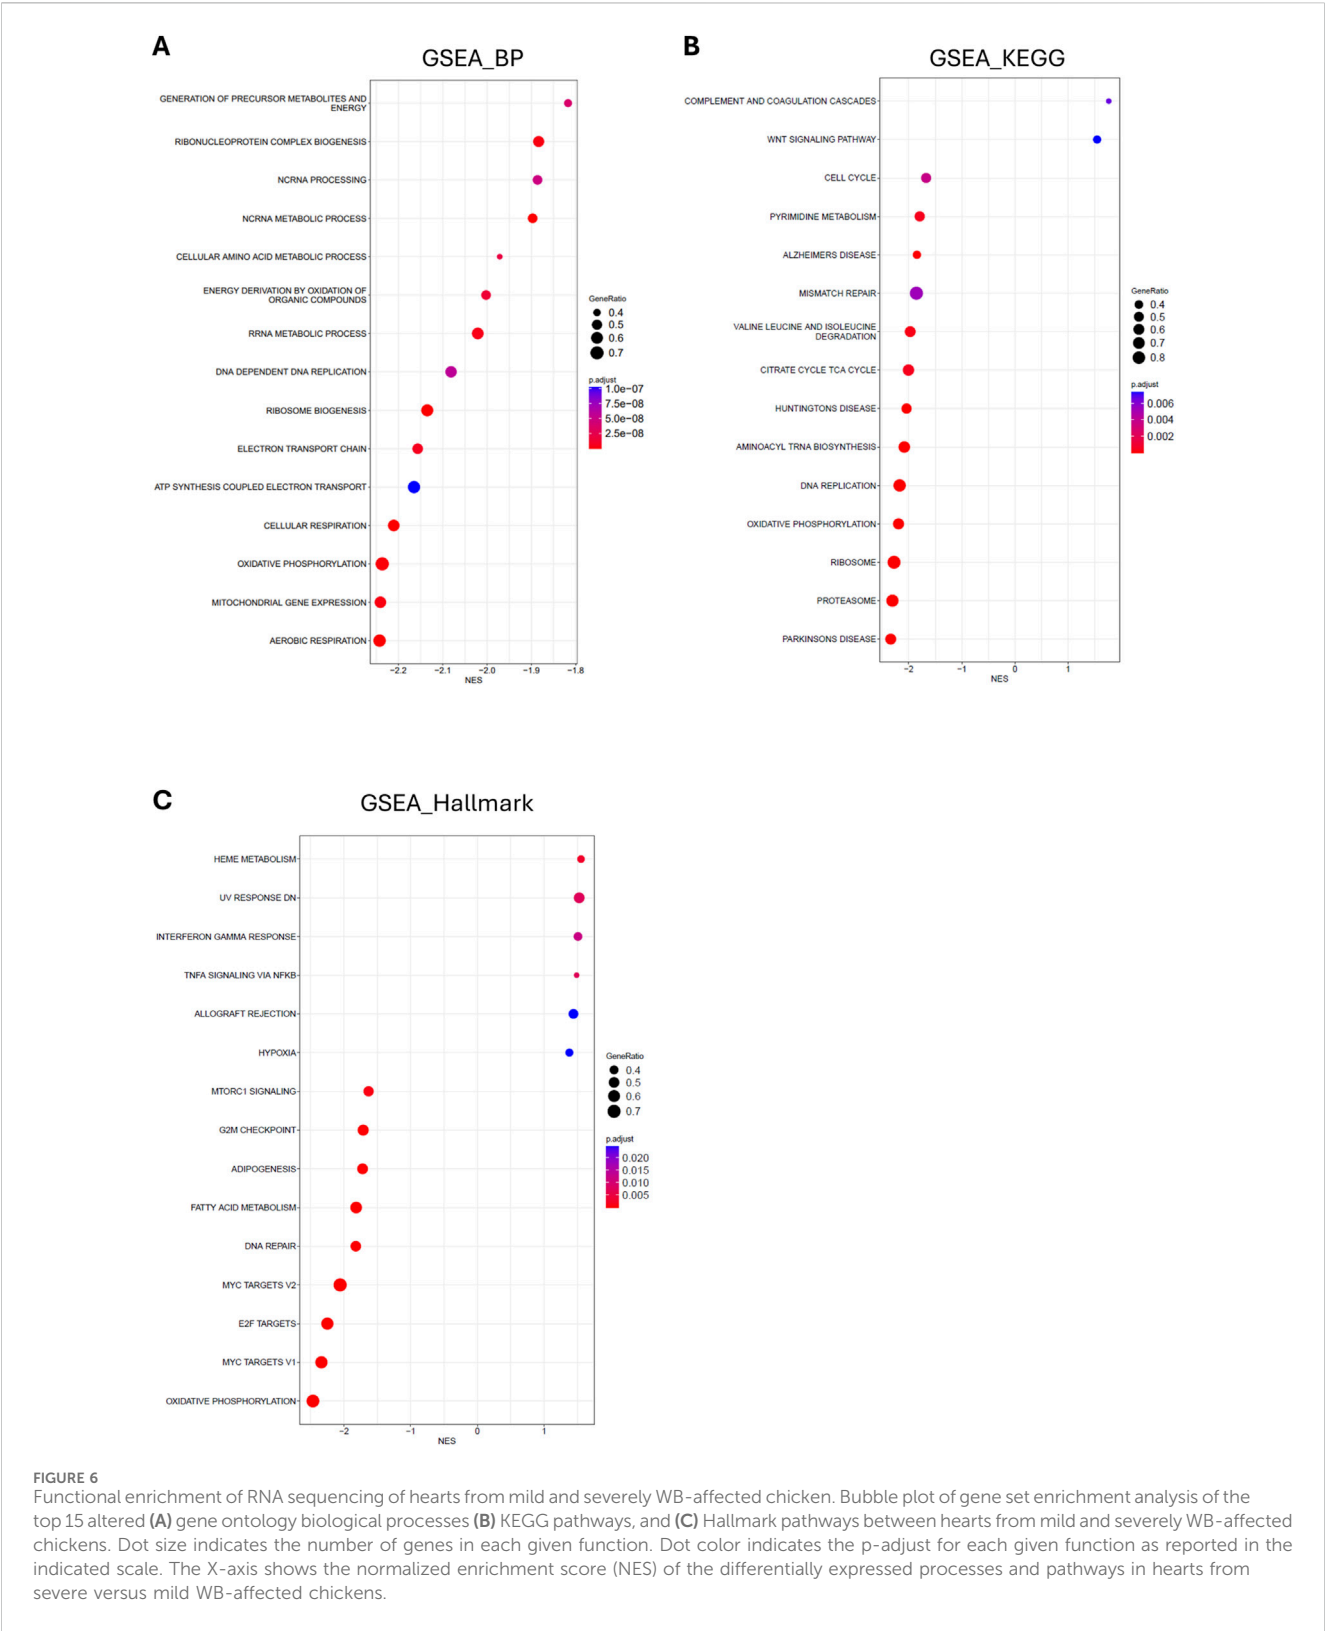 A
GSEA_BP
GENERATION OF PRECURSOR METABOLITES AND
ENERGY
RIBONUCLEOPROTEIN COMPLEX BIOGENESIS
NCRNA PROCESSING
NCRNA METABOLIC PROCESS
CELLULAR AMINO ACID METABOLIC PROCESS
ENERGY DERIVATION BY OXIDATION OF
ORGANIC COMPOUNDS
RRNA METABOLIC PROCESS
DNA DEPENDENT DNA REPLICATION
RIBOSOME BIOGENESIS
ELECTRON TRANSPORT CHAIN
ATP SYNTHESIS COUPLED ELECTRON TRANSPORT
CELLULAR RESPIRATION
OXIDATIVE PHOSPHORYLATION
MITOCHONDRIAL GENE EXPRESSION
AEROBIC RESPIRATION
−2.2 −2.1 −2.0 −1.9 −1.8
NES
GeneRatio
0.4
0.5
0.6
0.7
p.adjust
1.0e−07
7.5e−08
5.0e−08
2.5e−08
B
GSEA_KEGG
COMPLEMENT AND COAGULATION CASCADES
WNT SIGNALING PATHWAY
CELL CYCLE
PYRIMIDINE METABOLISM
ALZHEIMERS DISEASE
MISMATCH REPAIR
VALINE LEUCINE AND ISOLEUCINE
DEGRADATION
CITRATE CYCLE TCA CYCLE
HUNTINGTONS DISEASE
AMINOACYL TRNA BIOSYNTHESIS
DNA REPLICATION
OXIDATIVE PHOSPHORYLATION
RIBOSOME
PROTEASOME
PARKINSONS DISEASE
−2 −1 0 1
NES
GeneRatio
0.4
0.5
0.6
0.7
0.8
p.adjust
0.006
0.004
0.002
C
GSEA_Hallmark
HEME METABOLISM
UV RESPONSE DN
INTERFERON GAMMA RESPONSE
TNFA SIGNALING VIA NFKB
ALLOGRAFT REJECTION
HYPOXIA
MTORC1 SIGNALING
G2M CHECKPOINT
ADIPOGENESIS
FATTY ACID METABOLISM
DNA REPAIR
MYC TARGETS V2
E2F TARGETS
MYC TARGETS V1
OXIDATIVE PHOSPHORYLATION
−2 −1 0 1
NES
GeneRatio
0.4
0.5
0.6
0.7
p.adjust
0.020
0.015
0.010
0.005
FIGURE 6
Functional enrichment of RNA sequencing of hearts from mild and severely WB-affected chicken. Bubble plot of gene set enrichment analysis of the
top 15 altered (A) gene ontology biological processes (B) KEGG pathways, and (C) Hallmark pathways between hearts from mild and severely WB-affected
chickens. Dot size indicates the number of genes in each given function. Dot color indicates the p-adjust for each given function as reported in the
indicated scale. The X-axis shows the normalized enrichment score (NES) of the differentially expressed processes and pathways in hearts from
severe versus mild WB-affected chickens.